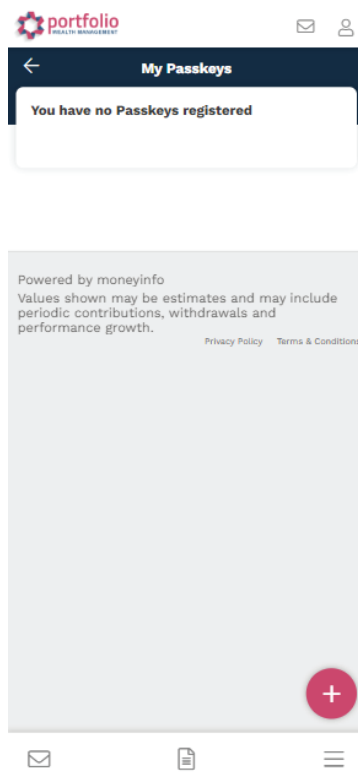 portfolio
WEALTH MANAGEMENT
My Passkeys
You have no Passkeys registered
Powered by moneyinfo
Values shown may be estimates and may include
periodic contributions, withdrawals and
performance growth.
Privacy Policy Terms & Conditions